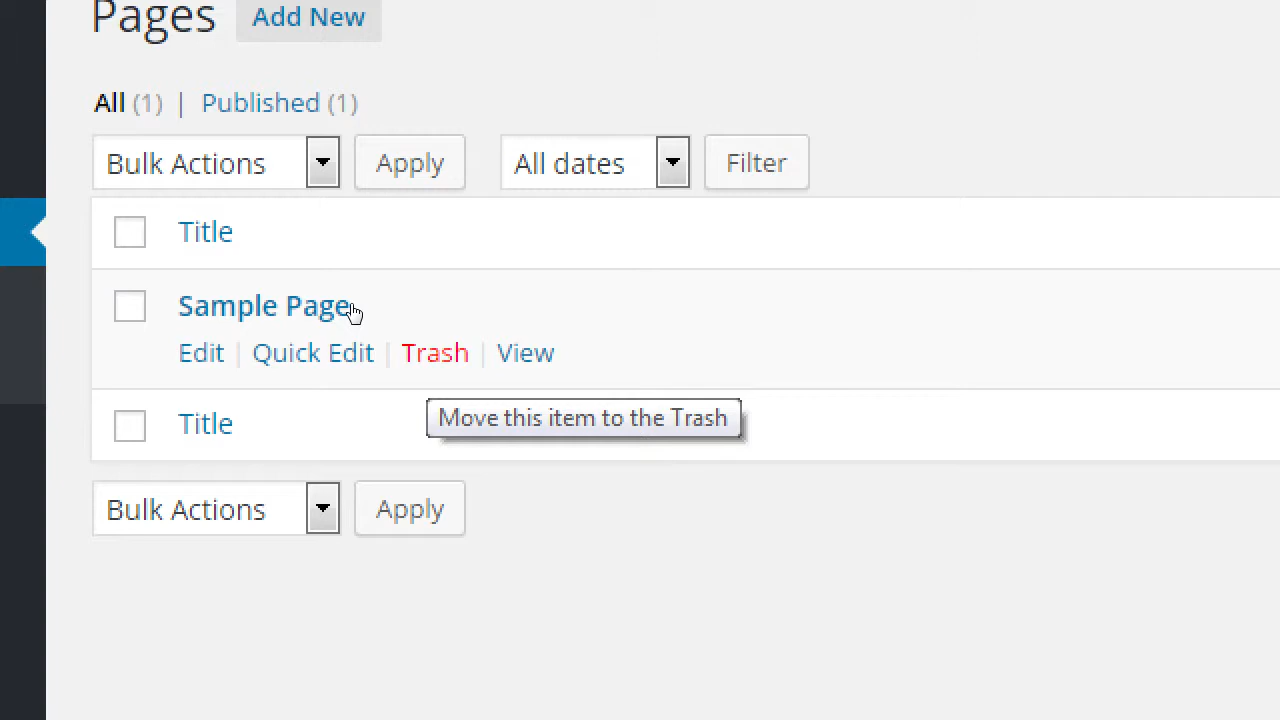 Pages Add New
All (1) | Published (1)
Bulk Actions Apply All dates Filter
Title
Sample Page
Edit | Quick Edit | Trash | View
Move this item to the Trash
Title
Bulk Actions Apply